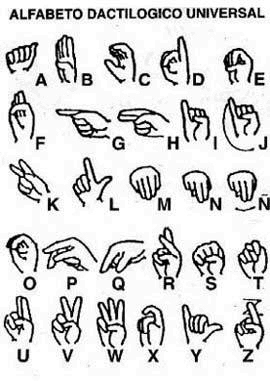 ALFABETO DACTILOGICO UNIVERSAL
A B C D E
F G H I J
K L M N Ñ
O P Q R S T
U V W X Y Z